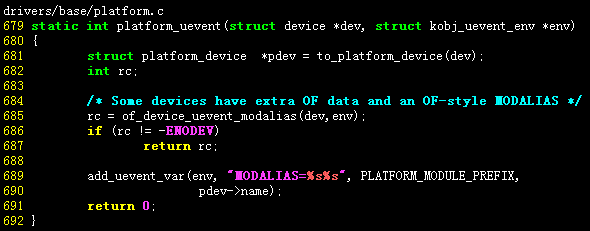 drivers/base/platform.c
679 static int platform_uevent(struct device *dev, struct kobj_uevent_env *env)
680 {
681         struct platform_device  *pdev = to_platform_device(dev);
682         int rc;
683
684         /* Some devices have extra OF data and an OF-style MODALIAS */
685         rc = of_device_uevent_modalias(dev,env);
686         if (rc != -ENODEV)
687                 return rc;
688
689         add_uevent_var(env, "MODALIAS=%s%s", PLATFORM_MODULE_PREFIX,
690                         pdev->name);
691         return 0;
692 }